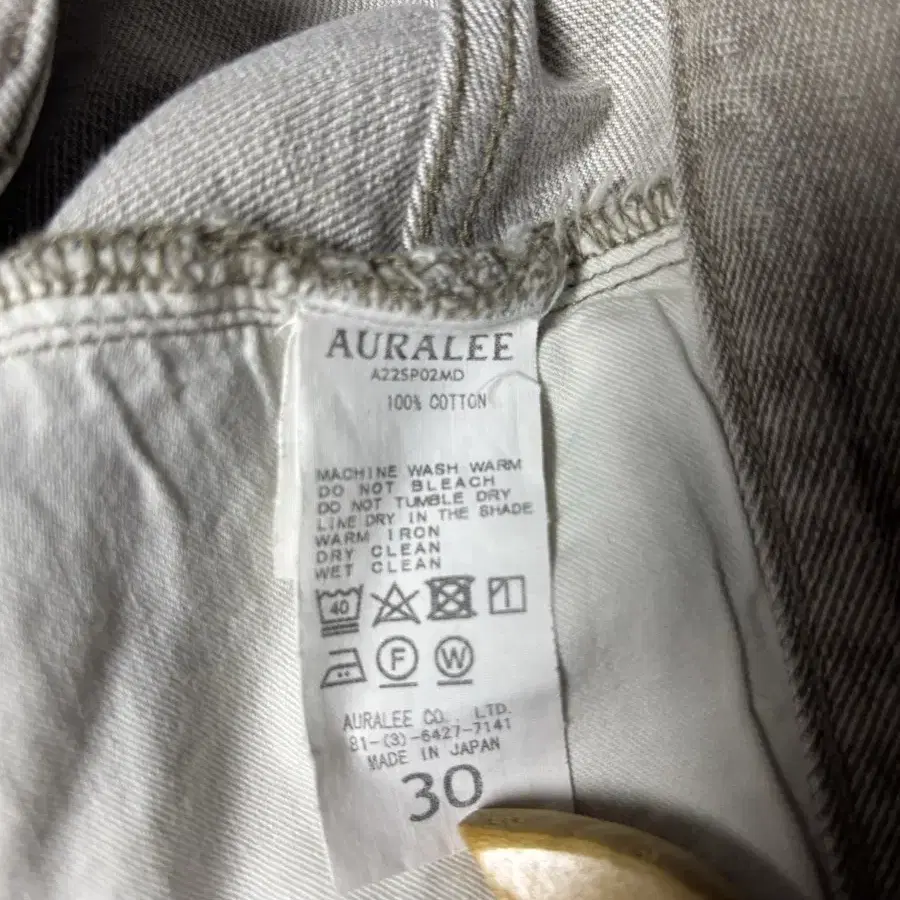 AURALEE
A22SP02MD
100% COTTON
MACHINE WASH WARM
DO NOT BLEACH
DO NOT TUMBLE DRY
LINE DRY IN THE SHADE
WARM IRON
DRY CLEAN
WET CLEAN
40
F W
AURALEE CO., LTD.
81-(3)-6427-7141
MADE IN JAPAN
30